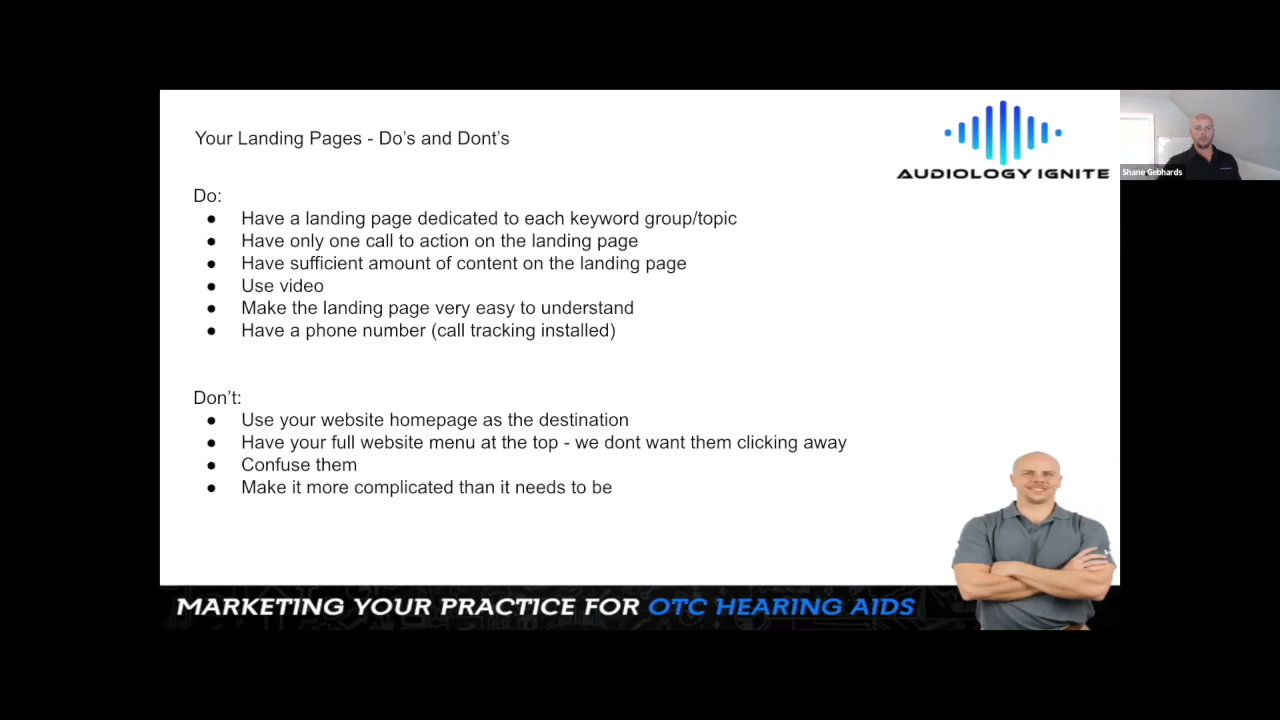 Your Landing Pages - Do's and Dont's
AUDIOLOGY IGNITE
Shane Gebhards
Do:
● Have a landing page dedicated to each keyword group/topic
● Have only one call to action on the landing page
● Have sufficient amount of content on the landing page
● Use video
● Make the landing page very easy to understand
● Have a phone number (call tracking installed)
Don't:
● Use your website homepage as the destination
● Have your full website menu at the top - we dont want them clicking away
● Confuse them
● Make it more complicated than it needs to be
MARKETING YOUR PRACTICE FOR OTC HEARING AIDS